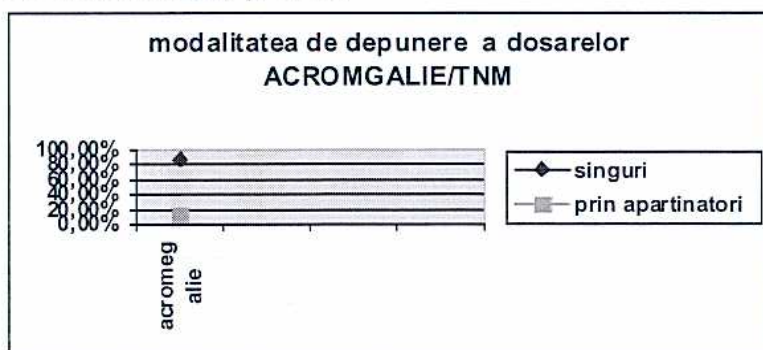 modalitatea de depunere a dosarelor
ACROMGALIE/TNM
100,00%
80,00%
60,00%
40,00%
20,00%
0,00%
acromeg
alie
singuri
prin apartinatori